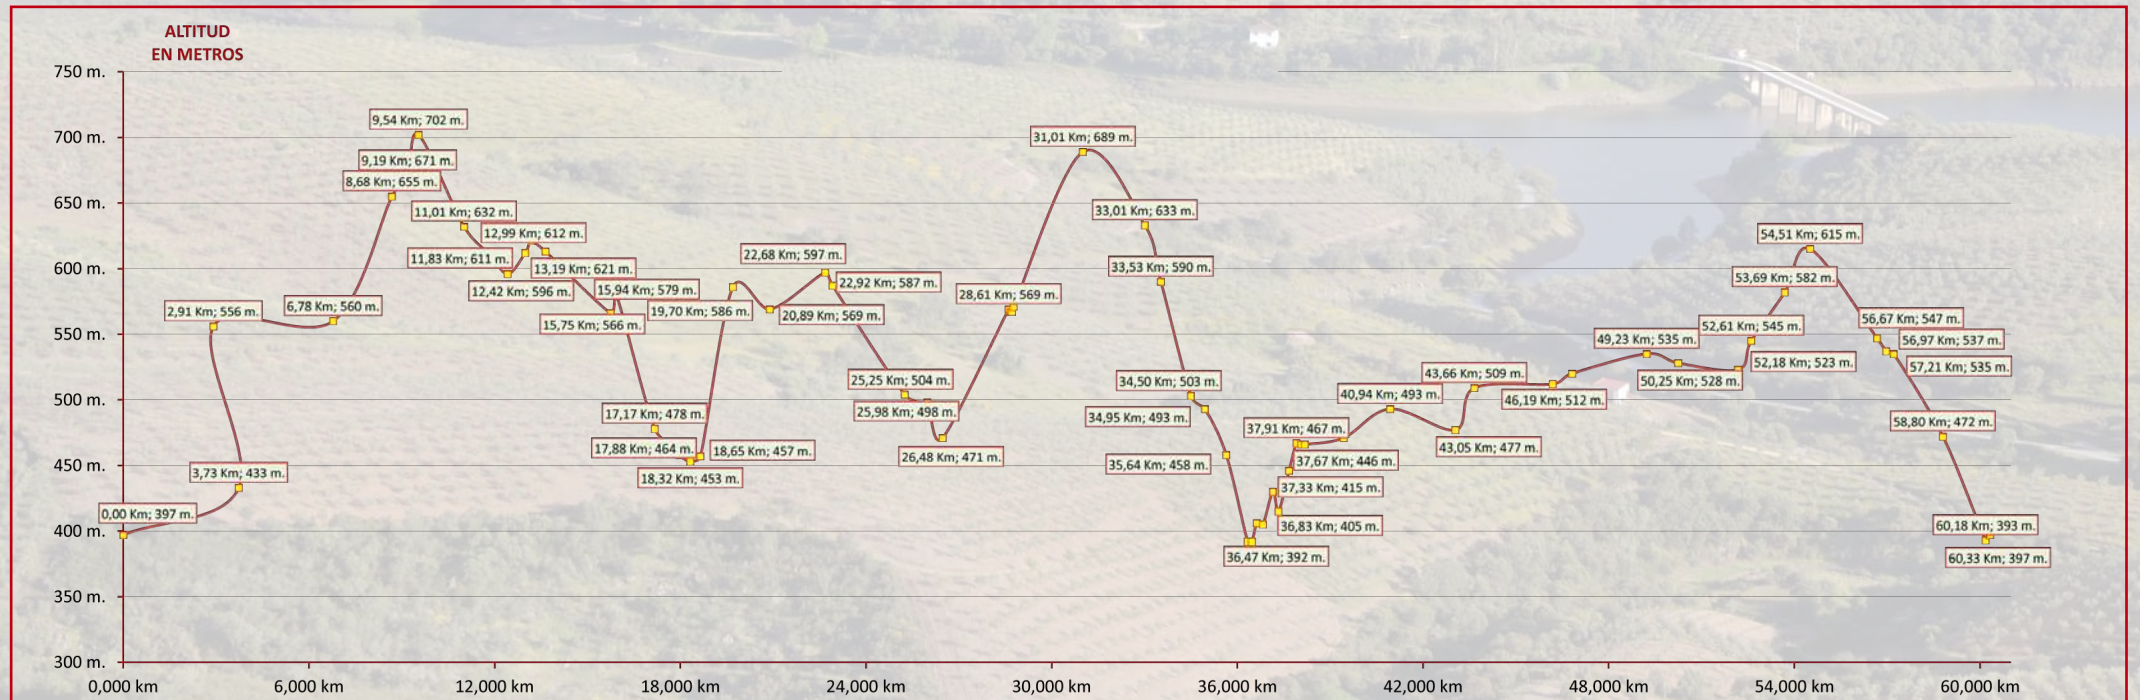 ALTITUD
EN METROS
750 m.
700 m.
650 m.
600 m.
550 m.
500 m.
450 m.
400 m.
350 m.
300 m.
0,00 Km; 397 m.
3,73 Km; 433 m.
2,91 Km; 556 m.
6,78 Km; 560 m.
8,68 Km; 655 m.
9,19 Km; 671 m.
9,54 Km; 702 m.
11,01 Km; 632 m.
11,83 Km; 611 m.
12,42 Km; 596 m.
12,99 Km; 612 m.
13,19 Km; 621 m.
15,75 Km; 566 m.
15,94 Km; 579 m.
17,17 Km; 478 m.
17,88 Km; 464 m.
18,32 Km; 453 m.
18,65 Km; 457 m.
19,70 Km; 586 m.
20,89 Km; 569 m.
22,68 Km; 597 m.
22,92 Km; 587 m.
25,25 Km; 504 m.
25,98 Km; 498 m.
26,48 Km; 471 m.
28,61 Km; 569 m.
31,01 Km; 689 m.
33,01 Km; 633 m.
33,53 Km; 590 m.
34,50 Km; 503 m.
34,95 Km; 493 m.
35,64 Km; 458 m.
36,47 Km; 392 m.
36,83 Km; 405 m.
37,33 Km; 415 m.
37,67 Km; 446 m.
37,91 Km; 467 m.
40,94 Km; 493 m.
43,05 Km; 477 m.
43,66 Km; 509 m.
46,19 Km; 512 m.
49,23 Km; 535 m.
50,25 Km; 528 m.
52,18 Km; 523 m.
52,61 Km; 545 m.
53,69 Km; 582 m.
54,51 Km; 615 m.
56,67 Km; 547 m.
56,97 Km; 537 m.
57,21 Km; 535 m.
58,80 Km; 472 m.
60,18 Km; 393 m.
60,33 Km; 397 m.
0,000 km
6,000 km
12,000 km
18,000 km
24,000 km
30,000 km
36,000 km
42,000 km
48,000 km
54,000 km
60,000 km